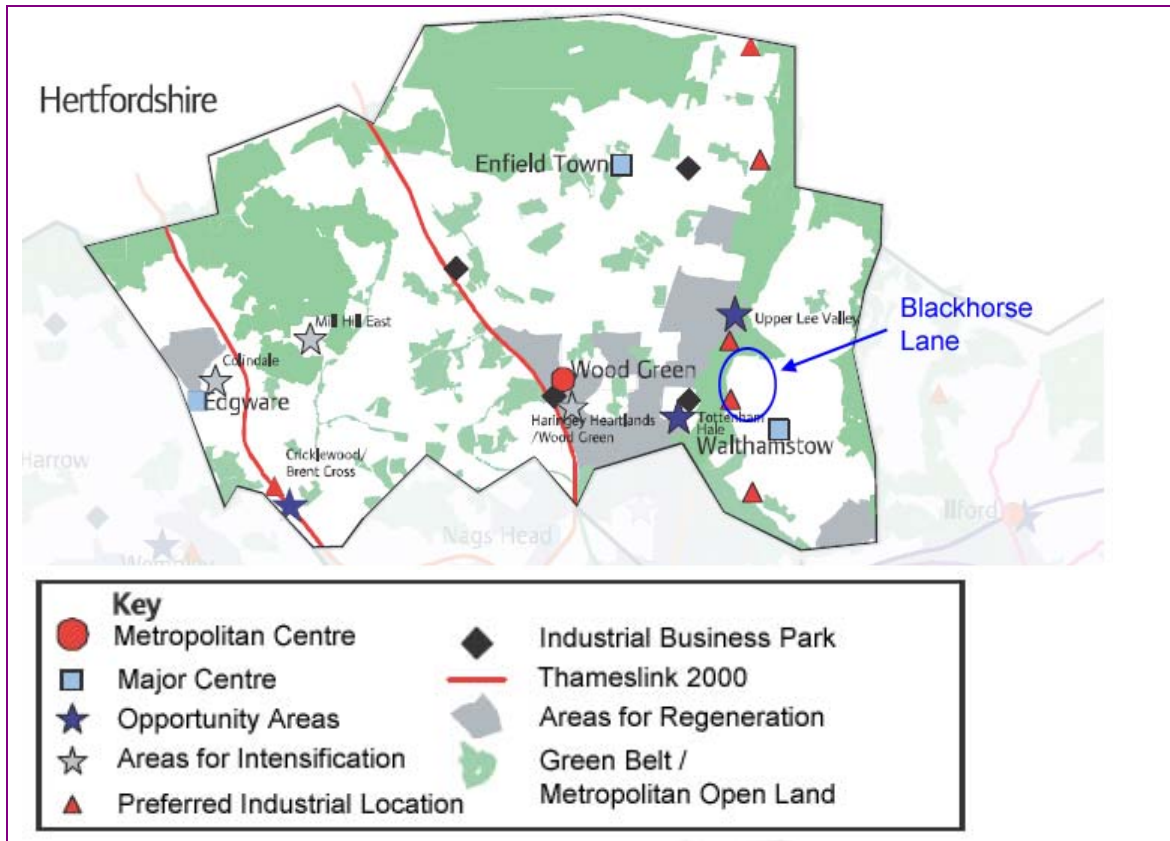 Hertfordshire
Enfield Town
Mill Hill/East
Upper Lee Valley
Blackhorse
Lane
Colindale
Edgware
Wood Green
Haringey Heartlands
/Wood Green
Tottenham
Hale
Walthamstow
Cricklewood/
Brent Cross
Harrow
Nags Head
Ilford
Wembley
Key
Metropolitan Centre
Major Centre
Opportunity Areas
Areas for Intensification
Preferred Industrial Location
Industrial Business Park
Thameslink 2000
Areas for Regeneration
Green Belt /
Metropolitan Open Land